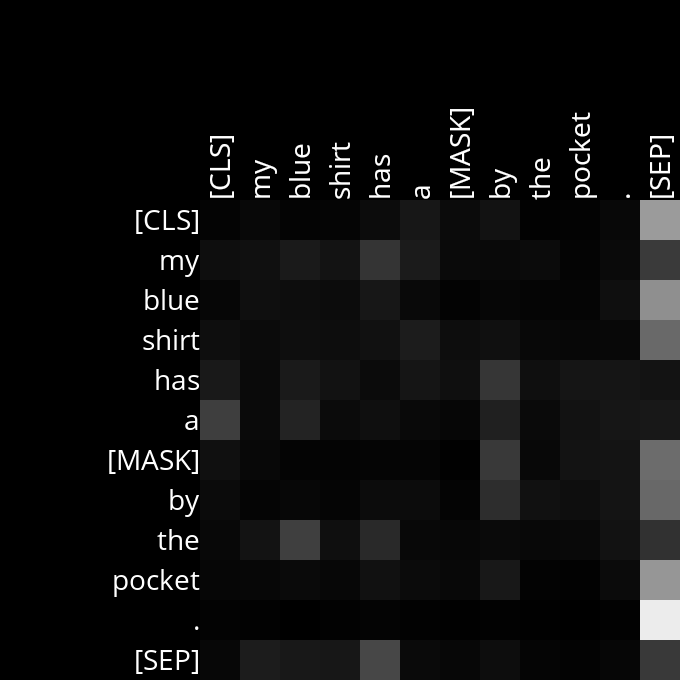 [CLS] my blue shirt has a [MASK] by the pocket . [SEP]
[CLS]
my
blue
shirt
has
a
[MASK]
by
the
pocket
.
[SEP]